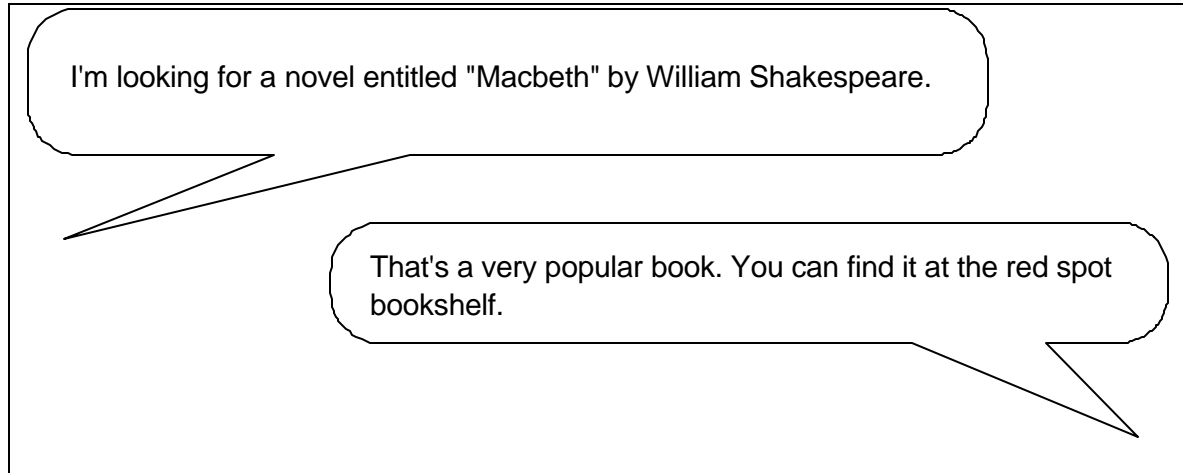 I'm looking for a novel entitled "Macbeth" by William Shakespeare.
That's a very popular book. You can find it at the red spot
bookshelf.